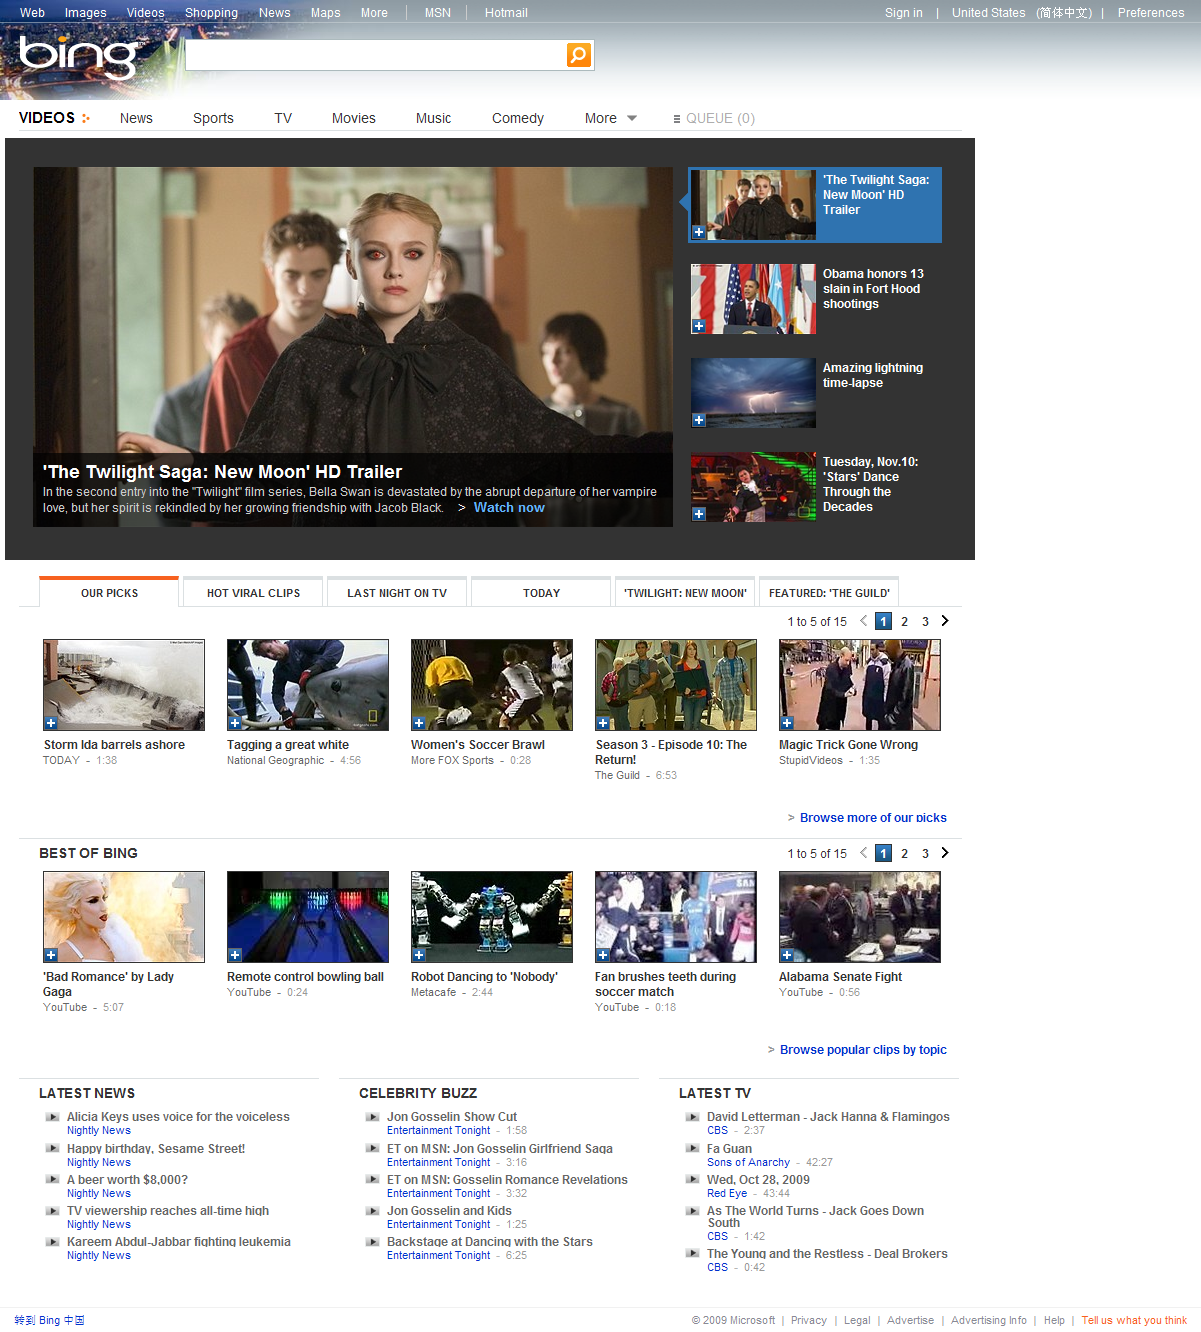 Web Images Videos Shopping News Maps More | MSN | Hotmail
Sign in | United States (简体中文) | Preferences
bing
VIDEOS News Sports TV Movies Music Comedy More QUEUE (0)
'The Twilight Saga: New Moon' HD Trailer
In the second entry into the "Twilight" film series, Bella Swan is devastated by the abrupt departure of her vampire
love, but her spirit is rekindled by her growing friendship with Jacob Black. > Watch now
'The Twilight Saga:
New Moon' HD
Trailer
Obama honors 13
slain in Fort Hood
shootings
Amazing lightning
time-lapse
Tuesday, Nov.10:
'Stars' Dance
Through the
Decades
OUR PICKS HOT VIRAL CLIPS LAST NIGHT ON TV TODAY 'TWILIGHT: NEW MOON' FEATURED: 'THE GUILD'
1 to 5 of 15 < 1 2 3 >
Storm Ida barrels ashore
TODAY - 1:38
Tagging a great white
National Geographic - 4:56
Women's Soccer Brawl
More FOX Sports - 0:28
Season 3 - Episode 10: The
Return!
The Guild - 6:53
Magic Trick Gone Wrong
StupidVideos - 1:35
> Browse more of our picks
BEST OF BING
1 to 5 of 15 < 1 2 3 >
'Bad Romance' by Lady
Gaga
YouTube - 5:07
Remote control bowling ball
YouTube - 0:24
Robot Dancing to 'Nobody'
Metacafe - 2:44
Fan brushes teeth during
soccer match
YouTube - 0:18
Alabama Senate Fight
YouTube - 0:56
> Browse popular clips by topic
LATEST NEWS
Alicia Keys uses voice for the voiceless
Nightly News
Happy birthday, Sesame Street!
Nightly News
A beer worth $8,000?
Nightly News
TV viewership reaches all-time high
Nightly News
Kareem Abdul-Jabbar fighting leukemia
Nightly News
CELEBRITY BUZZ
Jon Gosselin Show Cut
Entertainment Tonight - 1:58
ET on MSN: Jon Gosselin Girlfriend Saga
Entertainment Tonight - 3:16
ET on MSN: Gosselin Romance Revelations
Entertainment Tonight - 3:32
Jon Gosselin and Kids
Entertainment Tonight - 1:25
Backstage at Dancing with the Stars
Entertainment Tonight - 6:25
LATEST TV
David Letterman - Jack Hanna & Flamingos
CBS - 2:37
Fa Guan
Sons of Anarchy - 42:27
Wed, Oct 28, 2009
Red Eye - 43:44
As The World Turns - Jack Goes Down
South
CBS - 1:42
The Young and the Restless - Deal Brokers
CBS - 0:42
转到 Bing 中国
© 2009 Microsoft | Privacy | Legal | Advertise | Advertising Info | Help | Tell us what you think